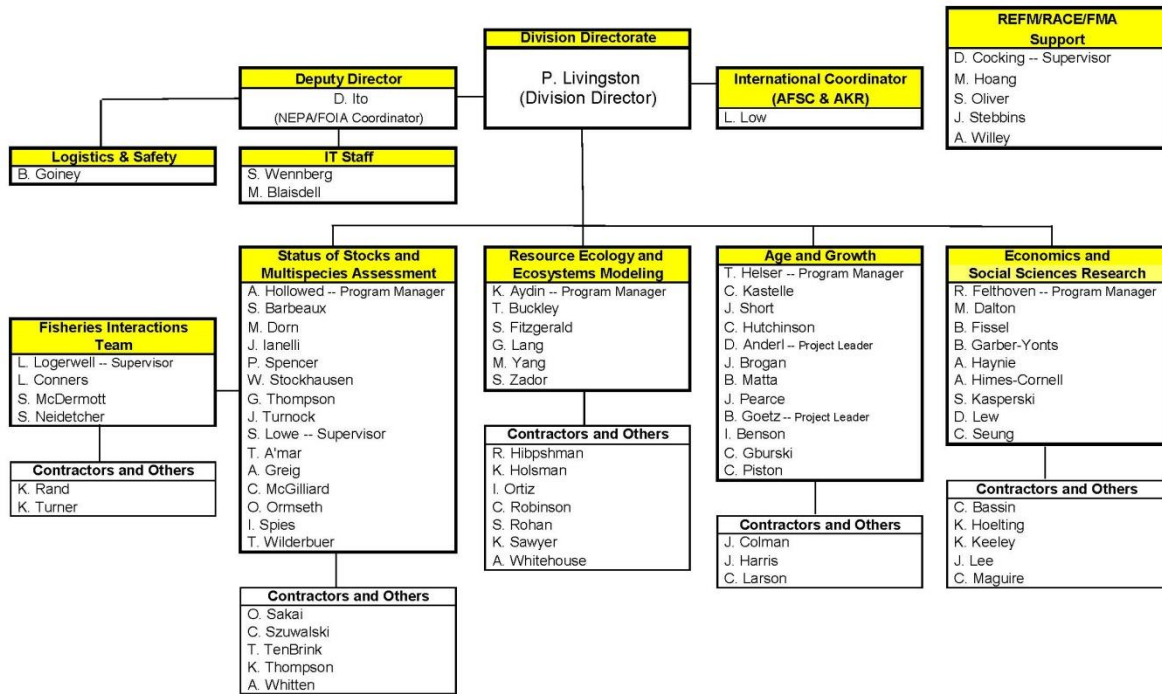 Division Directorate
P. Livingston
(Division Director)
Deputy Director
D. Ito
(NEPA/FOIA Coordinator)
International Coordinator
(AFSC & AKR)
L. Low
REFM/RACE/FMA
Support
D. Cocking -- Supervisor
M. Hoang
S. Oliver
J. Stebbins
A. Willey
Logistics & Safety
B. Goiney
IT Staff
S. Wennberg
M. Blaisdell
Fisheries Interactions
Team
L. Logerwell -- Supervisor
L. Conners
S. McDermott
S. Neidetcher
Contractors and Others
K. Rand
K. Turner
Status of Stocks and
Multispecies Assessment
A. Hollowed -- Program Manager
S. Barbeaux
M. Dorn
J. Ianelli
P. Spencer
W. Stockhausen
G. Thompson
J. Turnock
S. Lowe -- Supervisor
T. A'mar
A. Greig
C. McGilliard
O. Ormseth
I. Spies
T. Wilderbuer
Contractors and Others
O. Sakai
C. Szuwalski
T. TenBrink
K. Thompson
A. Whitten
Resource Ecology and
Ecosystems Modeling
K. Aydin -- Program Manager
T. Buckley
S. Fitzgerald
G. Lang
M. Yang
S. Zador
Contractors and Others
R. Hibpshman
K. Holsman
I. Ortiz
C. Robinson
S. Rohan
K. Sawyer
A. Whitehouse
Age and Growth
T. Helser -- Program Manager
C. Kastelle
J. Short
C. Hutchinson
D. Anderl -- Project Leader
J. Brogan
B. Matta
J. Pearce
B. Goetz -- Project Leader
I. Benson
C. Gburski
C. Piston
Contractors and Others
J. Colman
J. Harris
C. Larson
Economics and
Social Sciences Research
R. Felthoven -- Program Manager
M. Dalton
B. Fissel
B. Garber-Yonts
A. Haynie
A. Himes-Cornell
S. Kasperski
D. Lew
C. Seung
Contractors and Others
C. Bassin
K. Hoelting
K. Keeley
J. Lee
C. Maguire